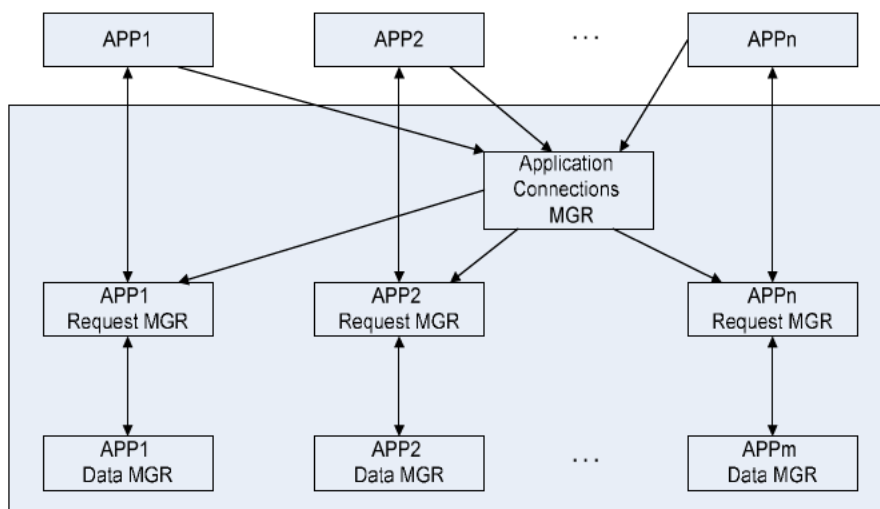 APP1
APP2
...
APPn
Application
Connections
MGR
APP1
Request MGR
APP2
Request MGR
APPn
Request MGR
APP1
Data MGR
APP2
Data MGR
...
APPm
Data MGR